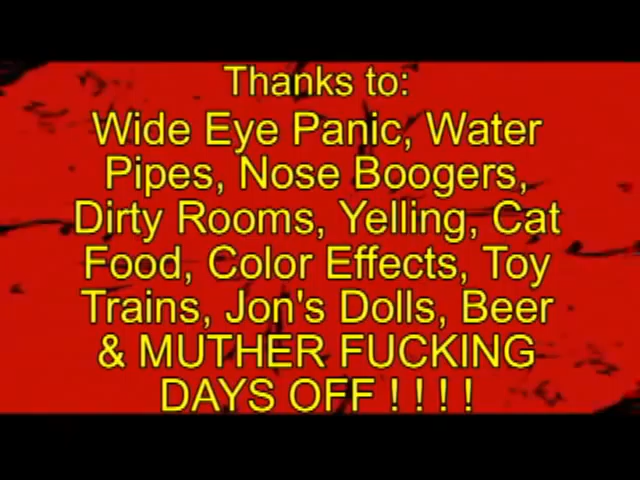 Thanks to:
Wide Eye Panic, Water
Pipes, Nose Boogers,
Dirty Rooms, Yelling, Cat
Food, Color Effects, Toy
Trains, Jon's Dolls, Beer
& MUTHER FUCKING
DAYS OFF ! ! ! !